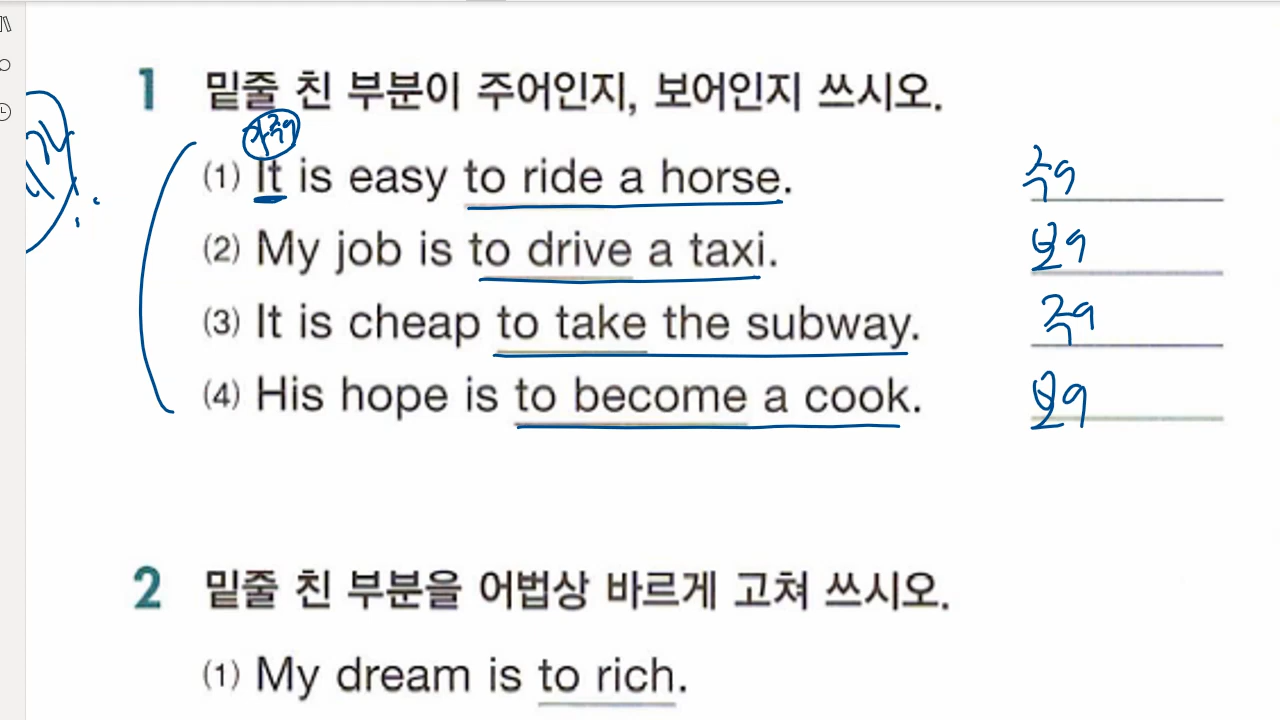 1 밑줄 친 부분이 주어인지, 보어인지 쓰시오.
가주어
(1) It is easy to ride a horse. 주어
(2) My job is to drive a taxi. 보어
(3) It is cheap to take the subway. 주어
(4) His hope is to become a cook. 보어
2 밑줄 친 부분을 어법상 바르게 고쳐 쓰시오.
(1) My dream is to rich.